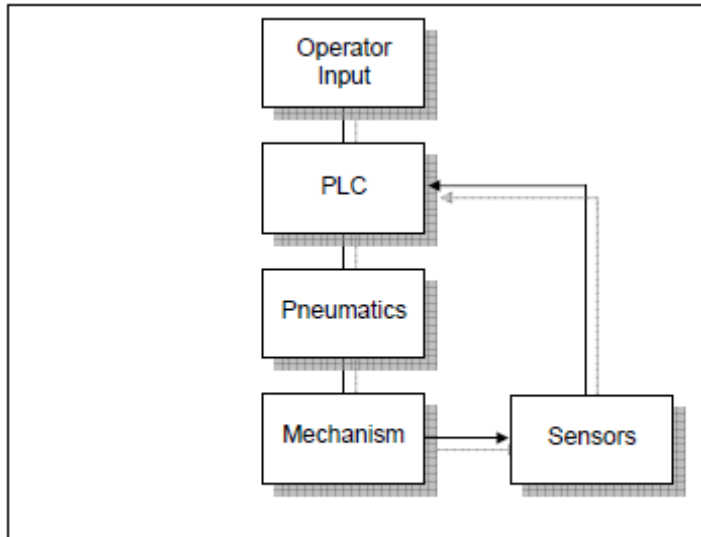 Operator
Input
PLC
Pneumatics
Mechanism
Sensors